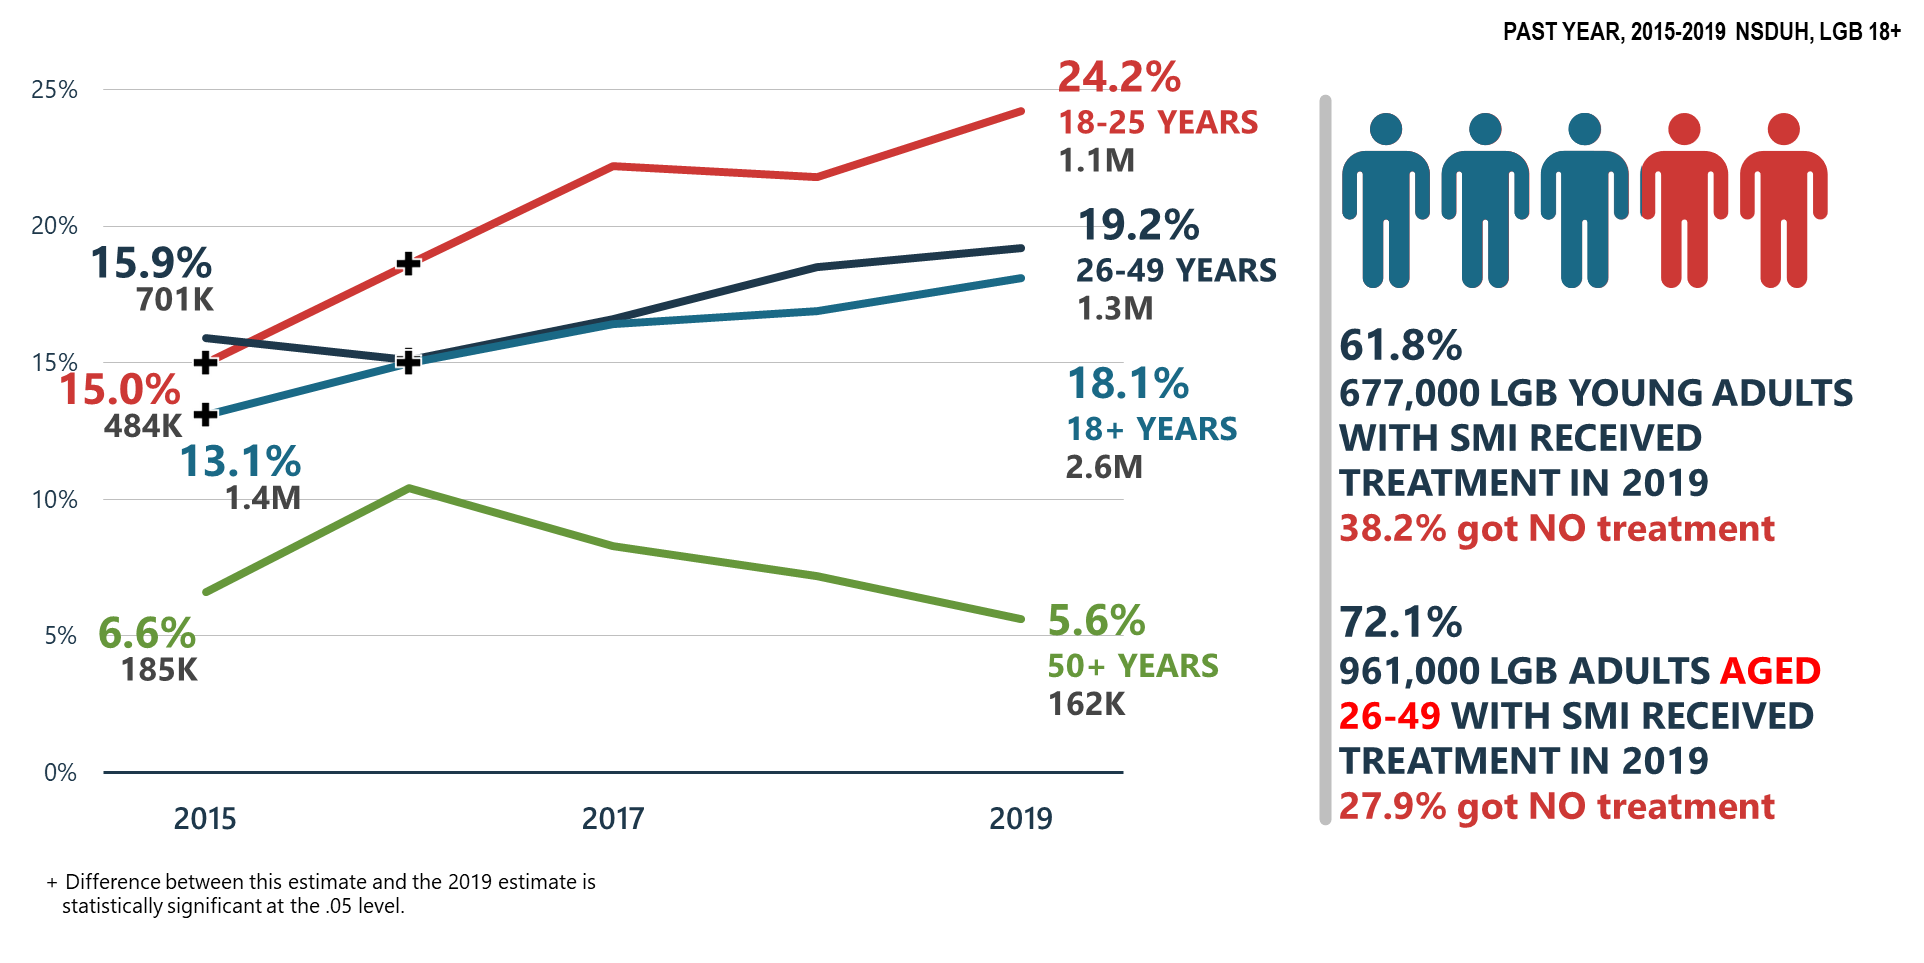 PAST YEAR, 2015-2019 NSDUH, LGB 18+
25%
20%
15%
10%
5%
0%
15.9%
701K
15.0%
484K
13.1%
1.4M
6.6%
185K
24.2%
18-25 YEARS
1.1M
19.2%
26-49 YEARS
1.3M
18.1%
18+ YEARS
2.6M
5.6%
50+ YEARS
162K
2015
2017
2019
+ Difference between this estimate and the 2019 estimate is
statistically significant at the .05 level.
61.8%
677,000 LGB YOUNG ADULTS
WITH SMI RECEIVED
TREATMENT IN 2019
38.2% got NO treatment
72.1%
961,000 LGB ADULTS AGED
26-49 WITH SMI RECEIVED
TREATMENT IN 2019
27.9% got NO treatment